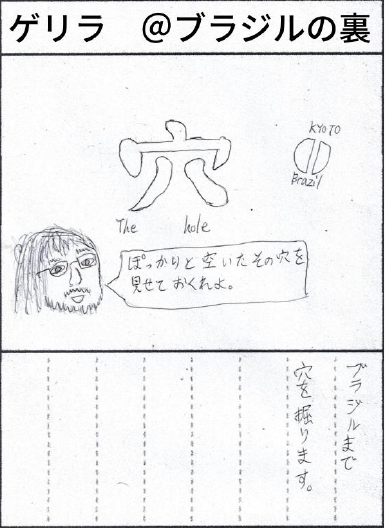 ゲリラ　@ブラジルの裏
穴
The hole
KYOTO
Brazil
ぽっかりと空いたその穴を
見せておくれよ。
ブラジルまで
穴を掘ります。